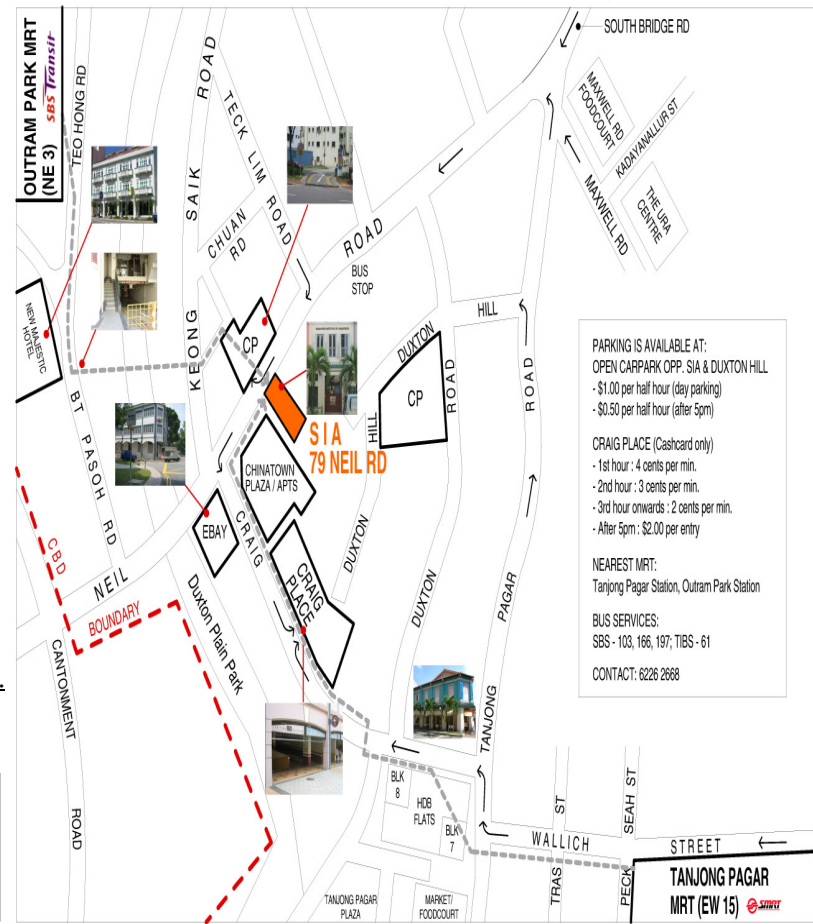 OUTRAM PARK MRT
(NE 3)
SBS Transit
TEO HONG RD
SAIK
ROAD
TECK LIM ROAD
CHUAN
RD
KEONG
SOUTH BRIDGE RD
MAXWELL RD
FOODCOURT
KADAYANALLUR ST
THE URA
CENTRE
MAXWELL RD
ROAD
BUS
STOP
NEW MAJESTIC
HOTEL
CP
DUXTON
HILL
CP
HILL
ROAD
ROAD
SIA
79 NEIL RD
BT PASOH RD
CHINATOWN
PLAZA / APTS
EBAY
CRAIG
CRAIG
PLACE
DUXTON
DUXTON
PAGAR
TANJONG
CBD
BOUNDARY
NEIL
Duxton Plain Park
CANTONMENT
ROAD
PARKING IS AVAILABLE AT:
OPEN CARPARK OPP. SIA & DUXTON HILL
- $1.00 per half hour (day parking)
- $0.50 per half hour (after 5pm)
CRAIG PLACE (Cashcard only)
- 1st hour : 4 cents per min.
- 2nd hour : 3 cents per min.
- 3rd hour onwards : 2 cents per min.
- After 5pm : $2.00 per entry
NEAREST MRT:
Tanjong Pagar Station, Outram Park Station
BUS SERVICES:
SBS - 103, 166, 197; TIBS - 61
CONTACT: 6226 2668
BLK
8
HDB
FLATS
BLK
7
TANJONG PAGAR
PLAZA
MARKET/
FOODCOURT
WALLICH
STREET
TRAS
ST
PECK
SEAH ST
TANJONG PAGAR
MRT (EW 15)
SMRT